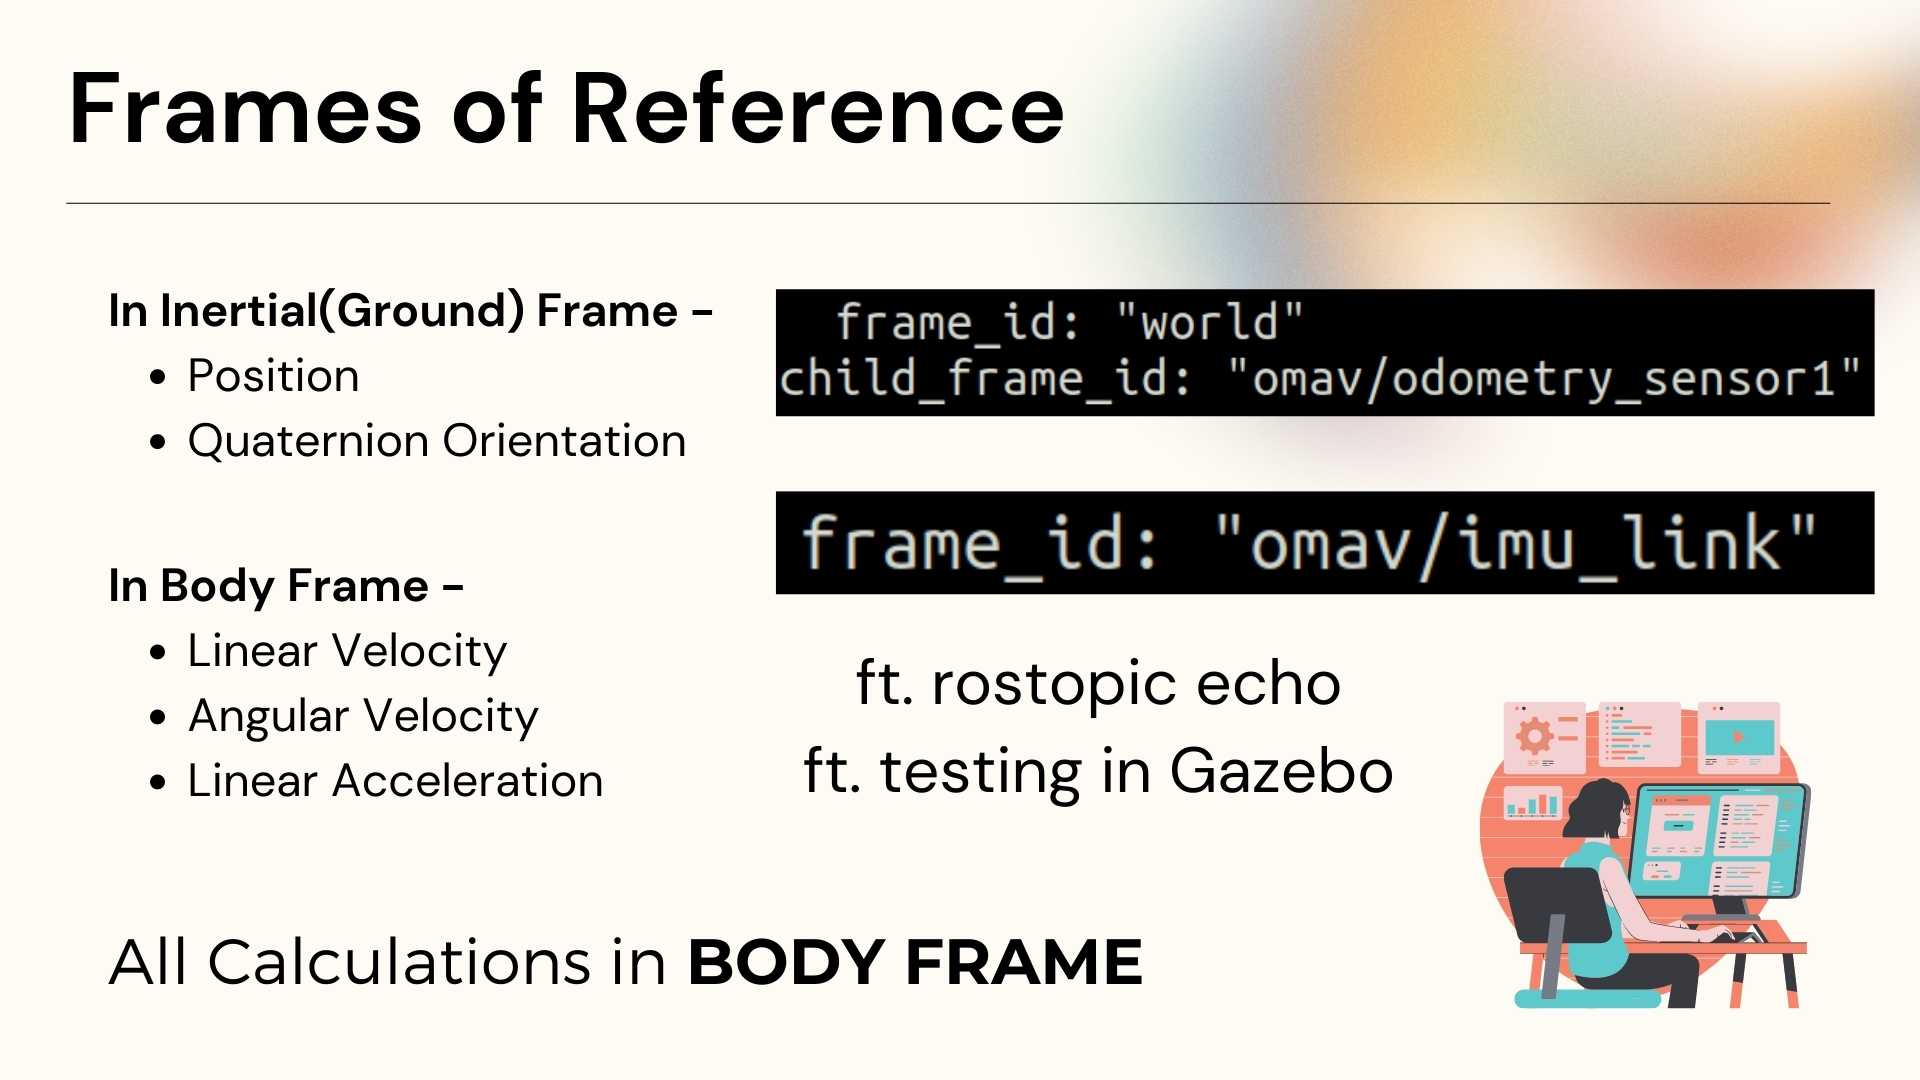 Frames of Reference
In Inertial(Ground) Frame -
• Position
• Quaternion Orientation
frame_id: "world"
child_frame_id: "omav/odometry_sensor1"
frame_id: "omav/imu_link"
In Body Frame -
• Linear Velocity
• Angular Velocity
• Linear Acceleration
ft. rostopic echo
ft. testing in Gazebo
All Calculations in BODY FRAME